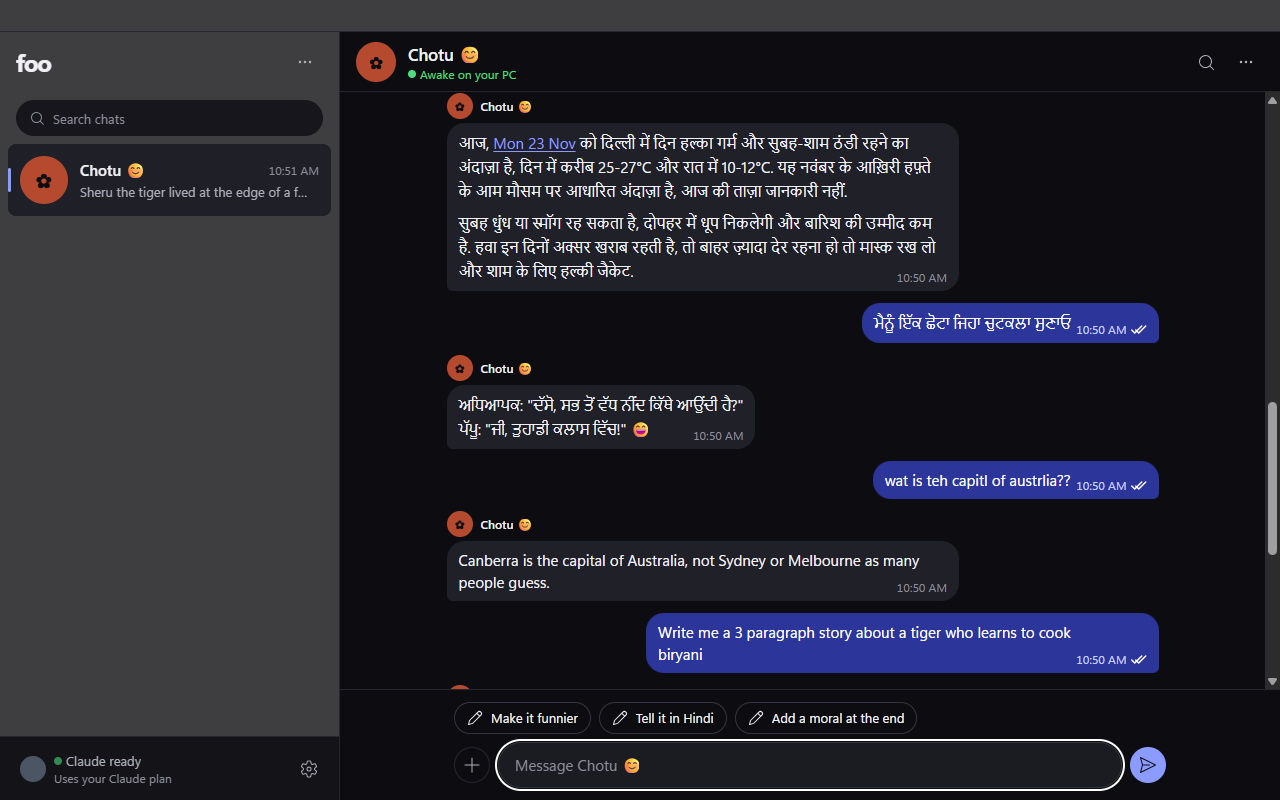 foo
Search chats
Chotu 😊
10:51 AM
Sheru the tiger lived at the edge of a f...
Claude ready
Uses your Claude plan
Chotu 😊
Awake on your PC
Chotu 😊
आज, Mon 23 Nov को दिल्ली में दिन हल्का गर्म और सुबह-शाम ठंडी रहने का
अंदाज़ा है, दिन में करीब 25-27°C और रात में 10-12°C. यह नवंबर के आख़िरी हफ़्ते
के आम मौसम पर आधारित अंदाज़ा है, आज की ताज़ा जानकारी नहीं.
सुबह धुंध या स्मॉग रह सकता है, दोपहर में धूप निकलेगी और बारिश की उम्मीद कम
है. हवा इन दिनों अक्सर खराब रहती है, तो बाहर ज़्यादा देर रहना हो तो मास्क रख लो
और शाम के लिए हल्की जैकेट.
10:50 AM
ਮੈਨੂੰ ਇੱਕ ਛੋਟਾ ਜਿਹਾ ਚੁਟਕਲਾ ਸੁਣਾਓ 10:50 AM
Chotu 😊
ਅਧਿਆਪਕ: "ਦੱਸੋ, ਸਭ ਤੋਂ ਵੱਧ ਨੀਂਦ ਕਿੱਥੇ ਆਉਂਦੀ ਹੈ?"
ਪੱਪੂ: "ਜੀ, ਤੁਹਾਡੀ ਕਲਾਸ ਵਿੱਚ!" 😄
10:50 AM
wat is teh capitl of austrlia?? 10:50 AM
Chotu 😊
Canberra is the capital of Australia, not Sydney or Melbourne as many
people guess.
10:50 AM
Write me a 3 paragraph story about a tiger who learns to cook
biryani
10:50 AM
Make it funnier
Tell it in Hindi
Add a moral at the end
Message Chotu 😊